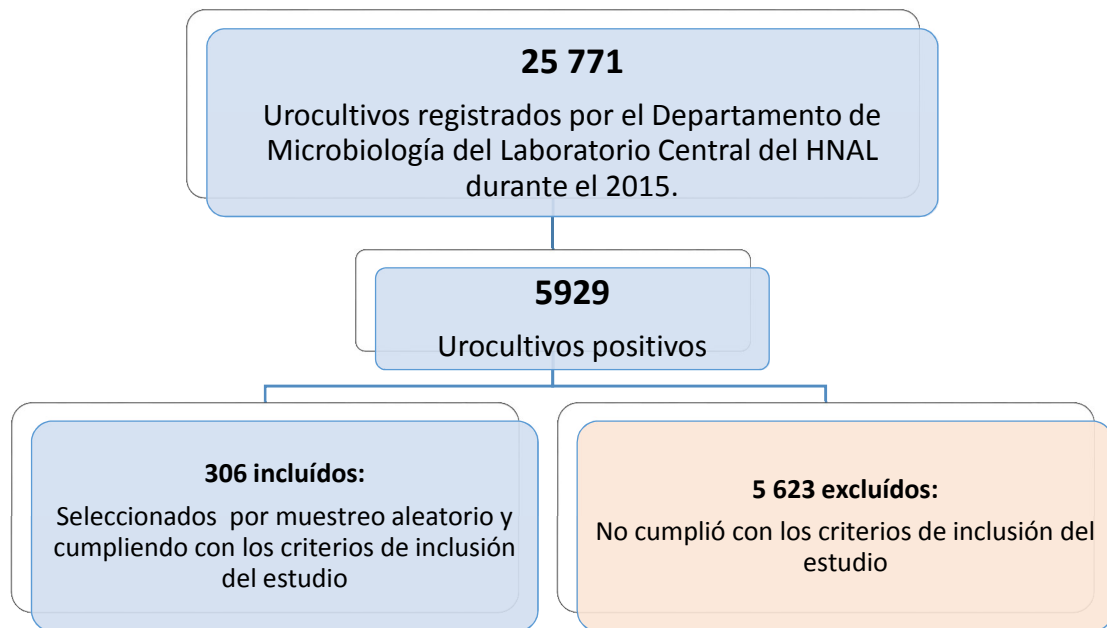 25 771
Urocultivos registrados por el Departamento de
Microbiología del Laboratorio Central del HNAL
durante el 2015.
5929
Urocultivos positivos
306 incluídos:
Seleccionados por muestreo aleatorio y
cumpliendo con los criterios de inclusión
del estudio
5 623 excluídos:
No cumplió con los criterios de inclusión del
estudio